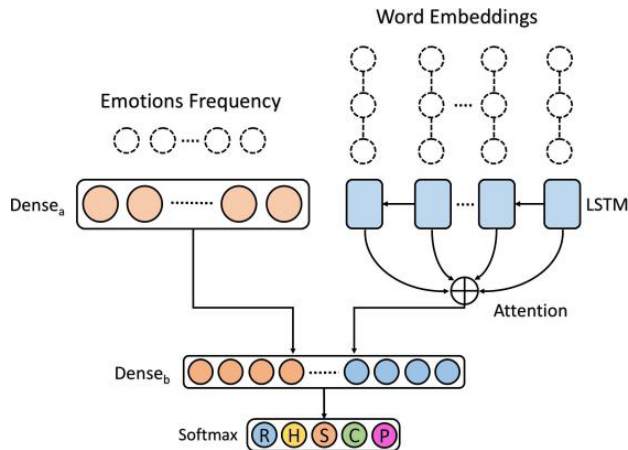 Word Embeddings
Emotions Frequency
Dense_a
LSTM
Attention
Dense_b
Softmax
R H S C P